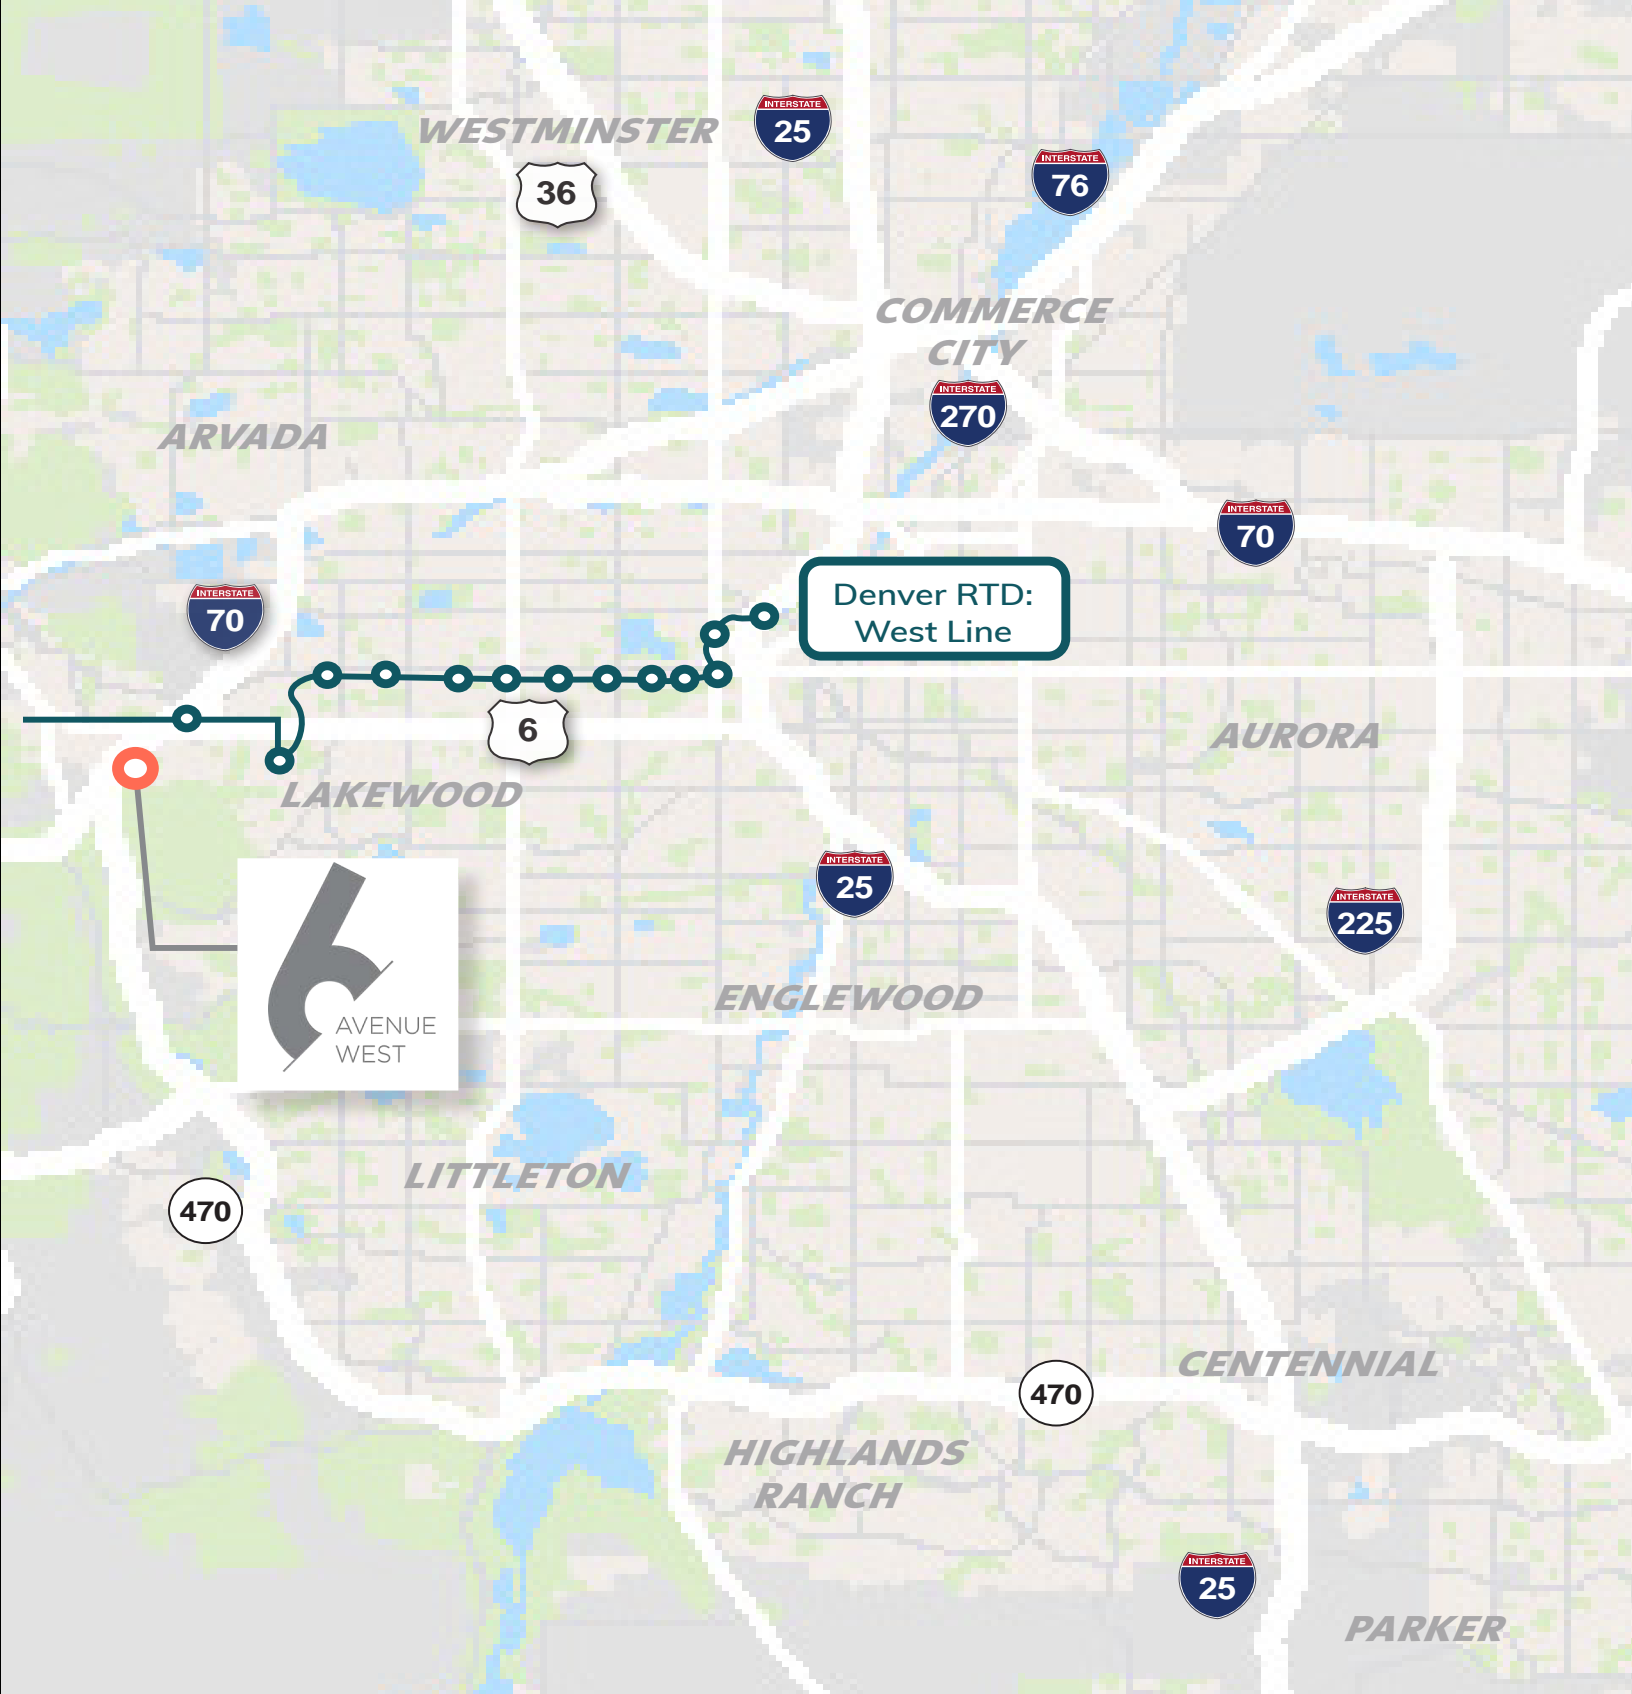 WESTMINSTER
INTERSTATE
25
INTERSTATE
76
36
COMMERCE
CITY
INTERSTATE
270
ARVADA
INTERSTATE
70
INTERSTATE
70
Denver RTD:
West Line
6
AURORA
LAKEWOOD
INTERSTATE
25
INTERSTATE
225
6
AVENUE
WEST
ENGLEWOOD
LITTLETON
470
CENTENNIAL
470
HIGHLANDS
RANCH
INTERSTATE
25
PARKER